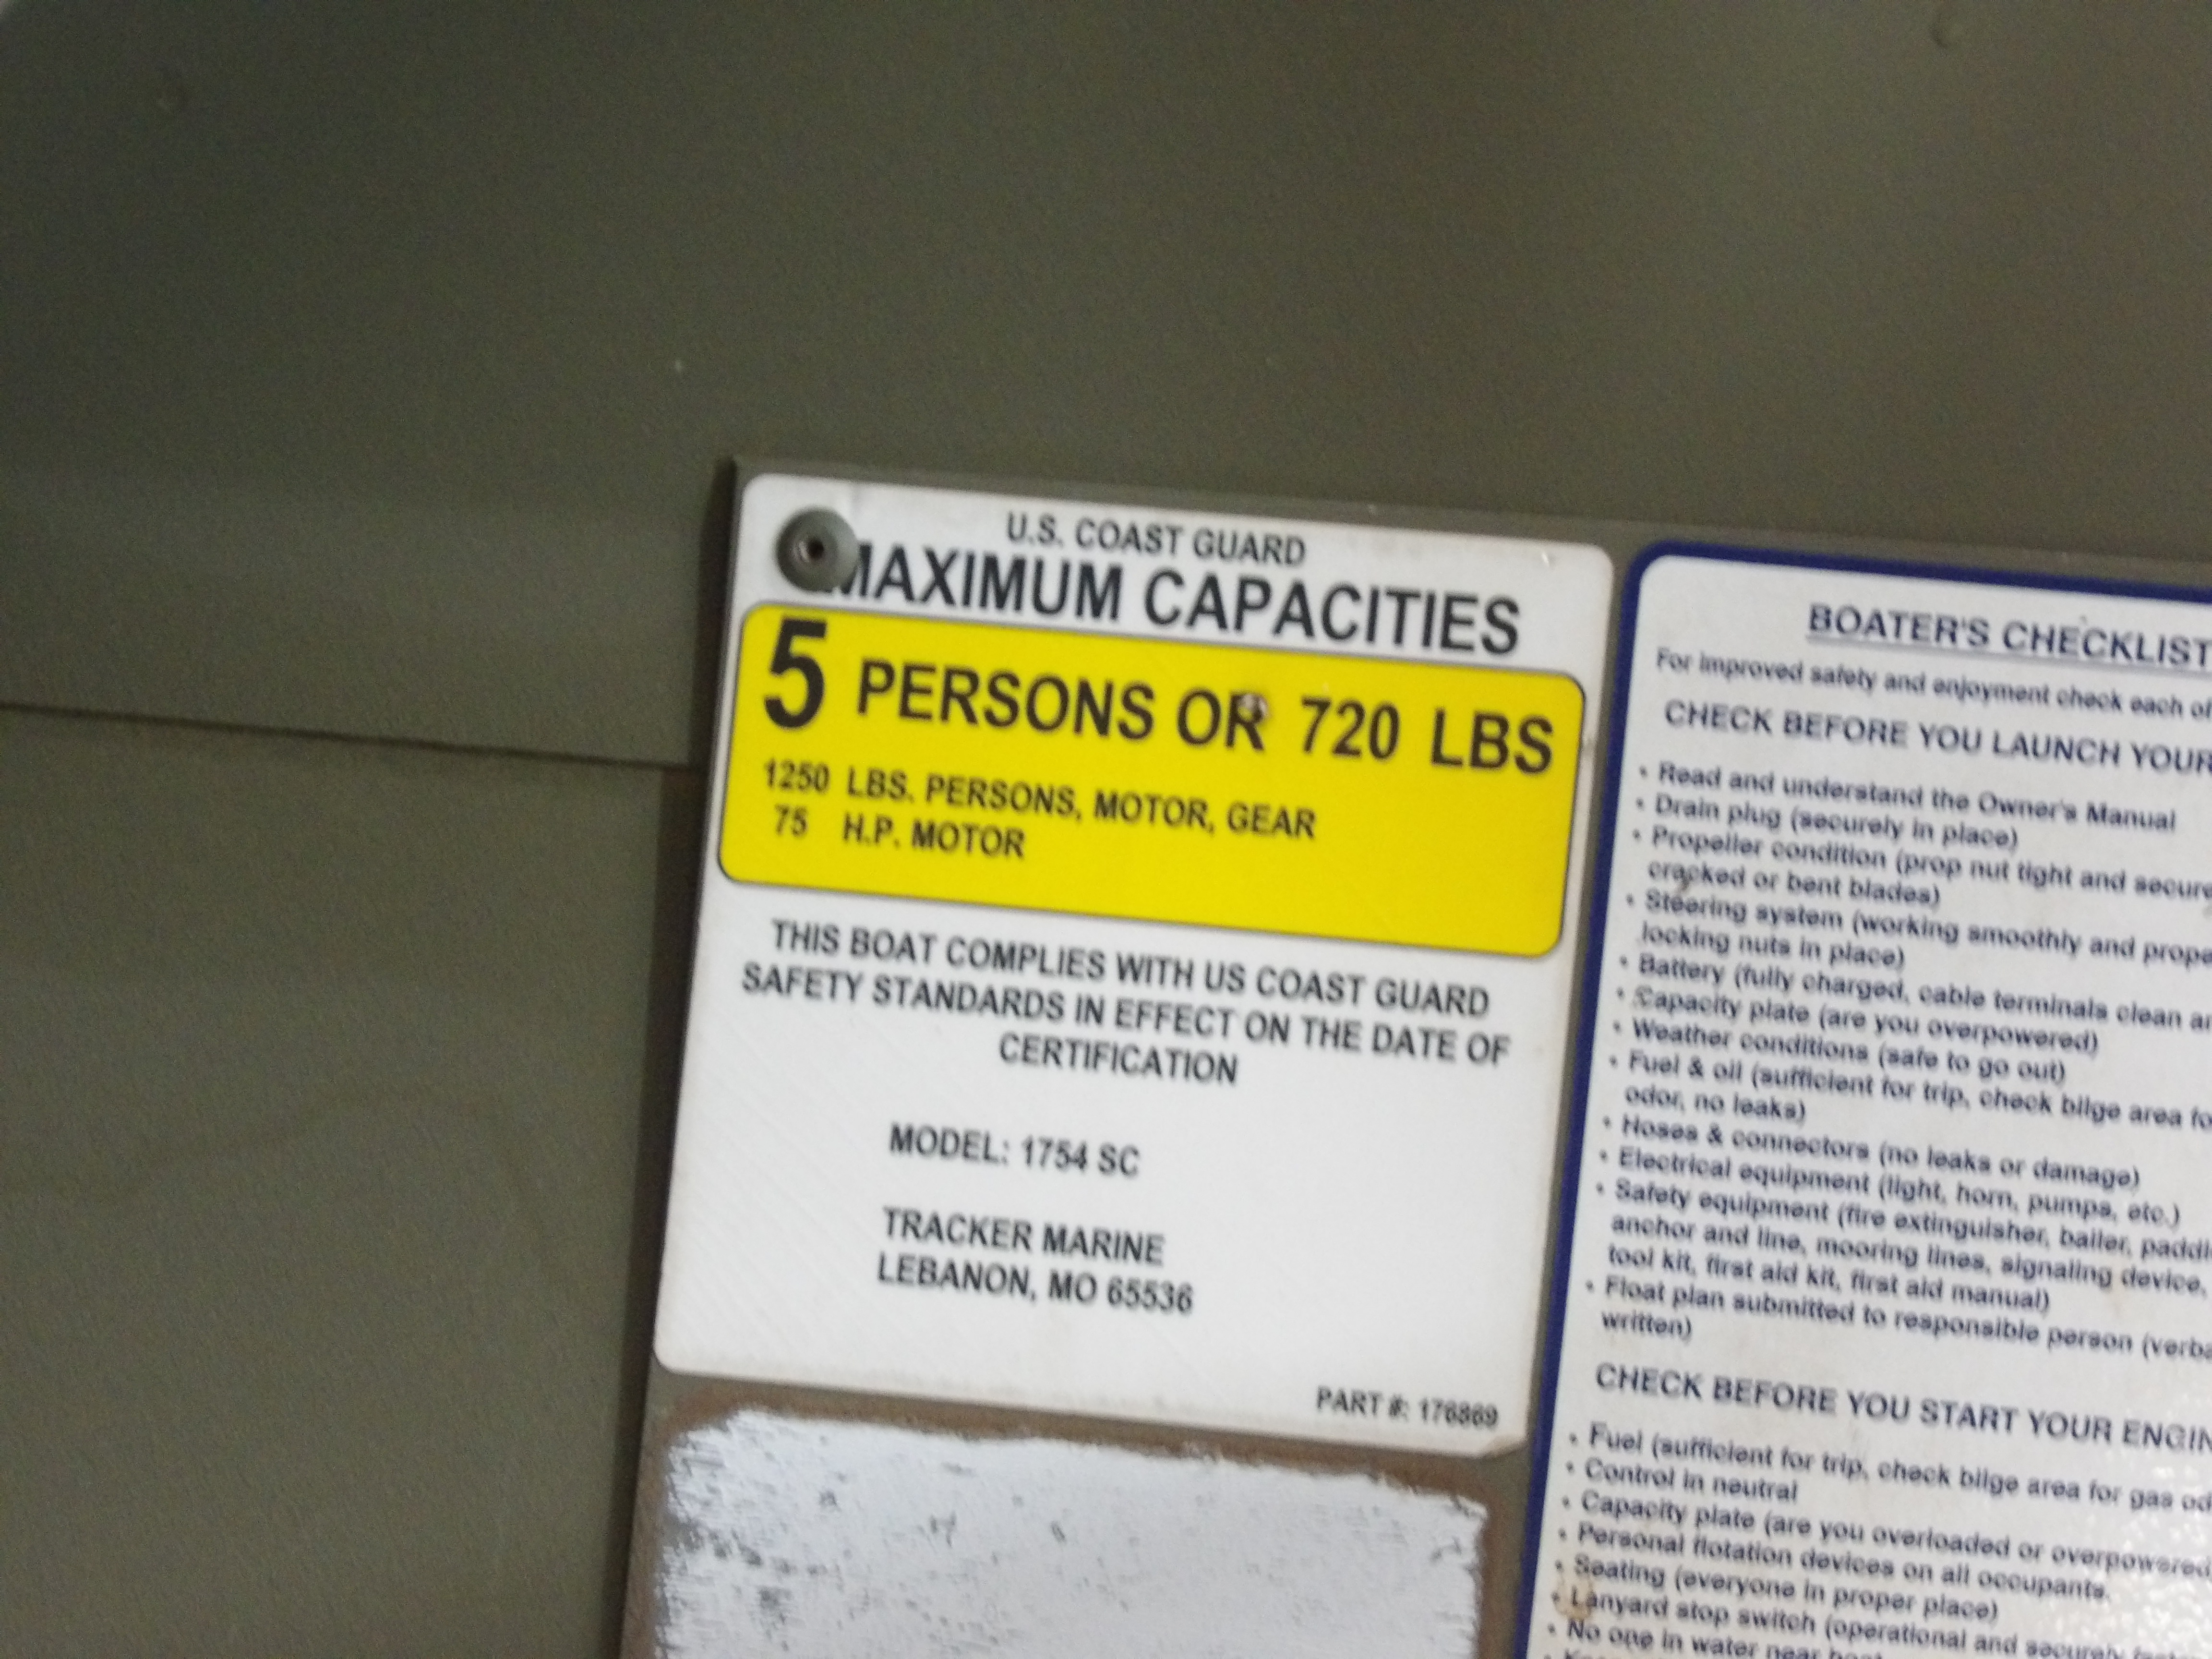 U.S. COAST GUARD
MAXIMUM CAPACITIES
5 PERSONS OR 720 LBS
1250 LBS. PERSONS, MOTOR, GEAR
75 H.P. MOTOR
THIS BOAT COMPLIES WITH US COAST GUARD
SAFETY STANDARDS IN EFFECT ON THE DATE OF
CERTIFICATION
MODEL: 1754 SC
TRACKER MARINE
LEBANON, MO 65536
PART #: 176869
BOATER'S CHECKLIST
For improved safety and enjoyment check each of
CHECK BEFORE YOU LAUNCH YOUR
• Read and understand the Owner's Manual
• Drain plug (securely in place)
• Propeller condition (prop nut tight and secure
cracked or bent blades)
• Steering system (working smoothly and prope
locking nuts in place)
• Battery (fully charged, cable terminals clean an
• Capacity plate (are you overpowered)
• Weather conditions (safe to go out)
• Fuel & oil (sufficient for trip, check bilge area fo
odor, no leaks)
• Hoses & connectors (no leaks or damage)
• Electrical equipment (light, horn, pumps, etc.)
• Safety equipment (fire extinguisher, bailer, paddl
anchor and line, mooring lines, signaling device,
tool kit, first aid kit, first aid manual)
• Float plan submitted to responsible person (verba
written)
CHECK BEFORE YOU START YOUR ENGIN
• Fuel (sufficient for trip, check bilge area for gas od
• Control in neutral
• Capacity plate (are you overloaded or overpowered
• Personal flotation devices on all occupants.
• Seating (everyone in proper place)
• Lanyard stop switch (operational and securely
• No one in water near